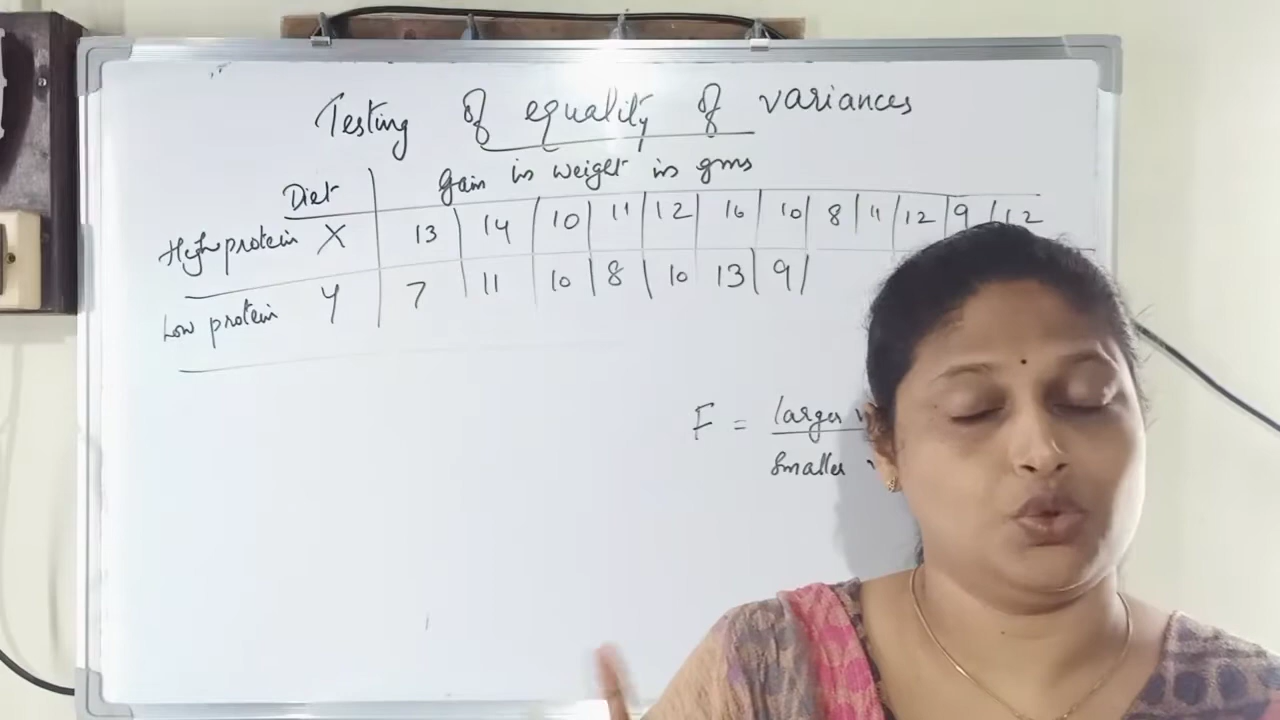 Testing of equality of variances
Diet Gain in weight in gms
High protein X 13 14 10 11 12 16 10 8 11 12 9 12
Low protein Y 7 11 10 8 10 13 9
F = larger
smaller